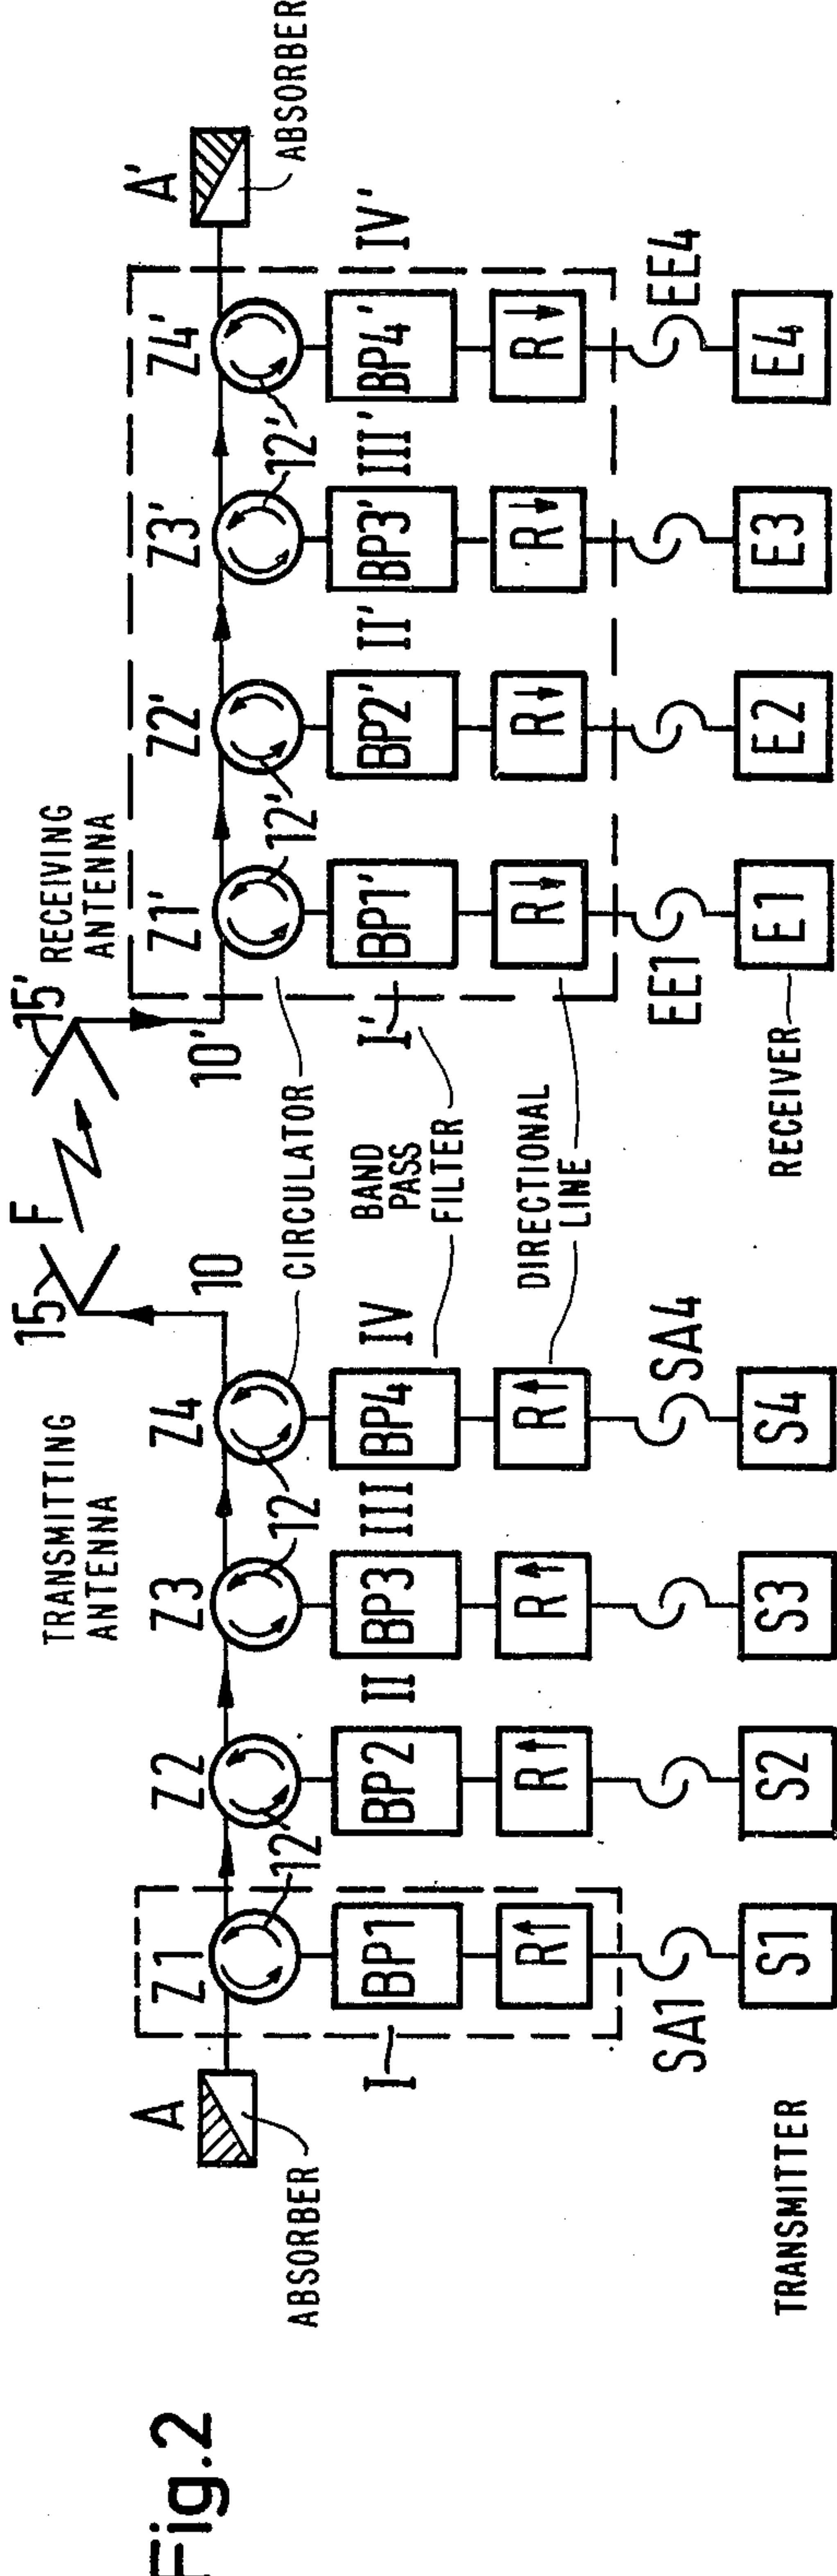 Fig.2
15
F
15'
TRANSMITTING
ANTENNA
RECEIVING
ANTENNA
A
Z1
Z2
Z3
Z4
10
10'
Z1'
Z2'
Z3'
Z4'
A'
ABSORBER
12
12
12
CIRCULATOR
12'
12'
12'
ABSORBER
I
BP1
BP2
II
BP3
III
BP4
IV
BAND
PASS
FILTER
I'
BP1'
BP2'
II'
BP3'
III'
BP4'
IV'
R
R
R
R
DIRECTIONAL
LINE
R
R
R
R
SA1
SA4
EE1
EE4
TRANSMITTER
S1
S2
S3
S4
RECEIVER
E1
E2
E3
E4